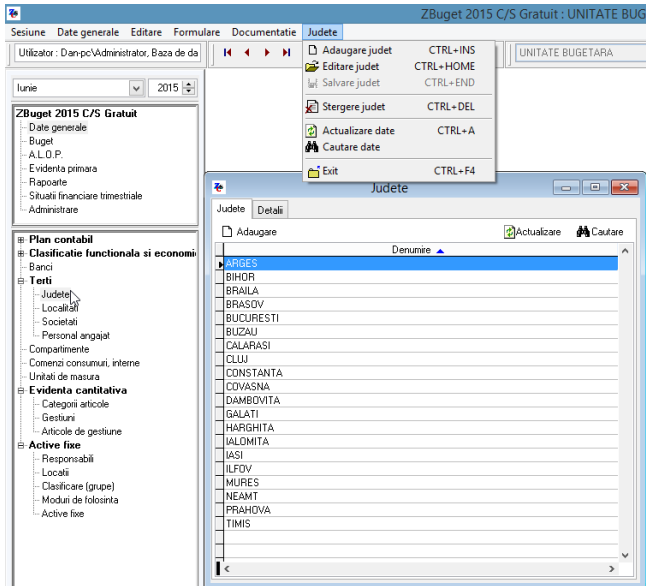 ZBuget 2015 C/S Gratuit : UNITATE BUG
Sesiune Date generale Editare Formulare Documentatie Judete
Utilizator : Dan-pc\Administrator, Baza de da
UNITATE BUGETARA
Adaugare judet CTRL+INS
Editare judet CTRL+HOME
Salvare judet CTRL+END
Stergere judet CTRL+DEL
Actualizare date CTRL+A
Cautare date
Exit CTRL+F4
Iunie 2015
ZBuget 2015 C/S Gratuit
Date generale
Buget
A.L.O.P.
Evidenta primara
Rapoarte
Situatii financiare trimestriale
Administrare
Plan contabil
Clasificatie functionala si economi
Banci
Terti
Judete
Localitati
Societati
Personal angajat
Compartimente
Comenzi consumuri, interne
Unitati de masura
Evidenta cantitativa
Categorii articole
Gestiuni
Articole de gestiune
Active fixe
Responsabili
Locatii
Clasificare (grupe)
Moduri de folosinta
Active fixe
Judete
Judete Detalii
Adaugare Actualizare Cautare
Denumire
ARGES
BIHOR
BRAILA
BRASOV
BUCURESTI
BUZAU
CALARASI
CLUJ
CONSTANTA
COVASNA
DAMBOVITA
GALATI
HARGHITA
IALOMITA
IASI
ILFOV
MURES
NEAMT
PRAHOVA
TIMIS